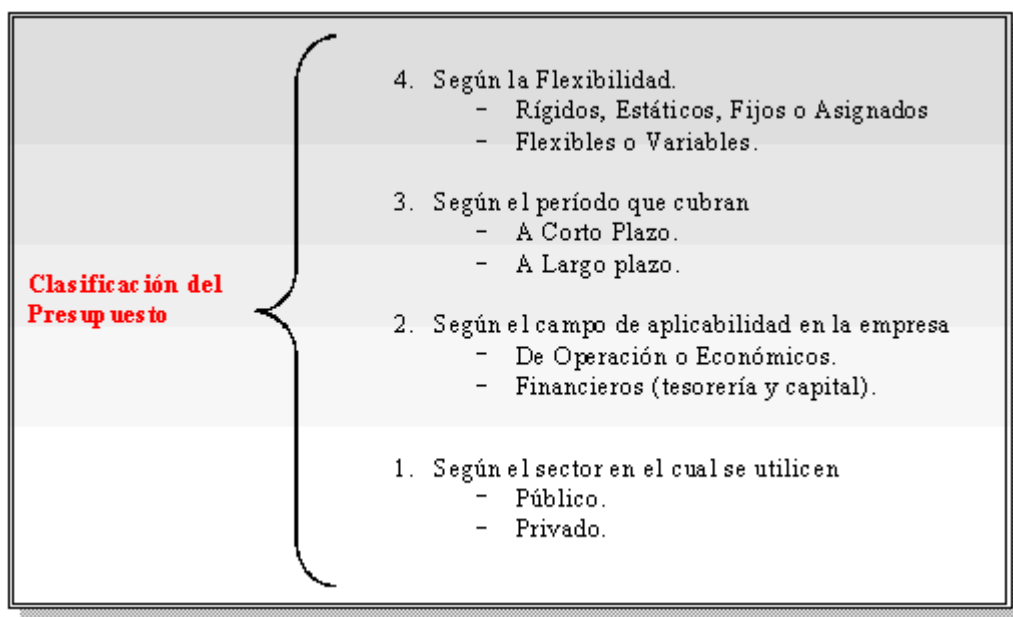 Clasificación del
Presupuesto
4. Según la Flexibilidad.
- Rígidos, Estáticos, Fijos o Asignados
- Flexibles o Variables.
3. Según el período que cubran
- A Corto Plazo.
- A Largo plazo.
2. Según el campo de aplicabilidad en la empresa
- De Operación o Económicos.
- Financieros (tesorería y capital).
1. Según el sector en el cual se utilicen
- Público.
- Privado.